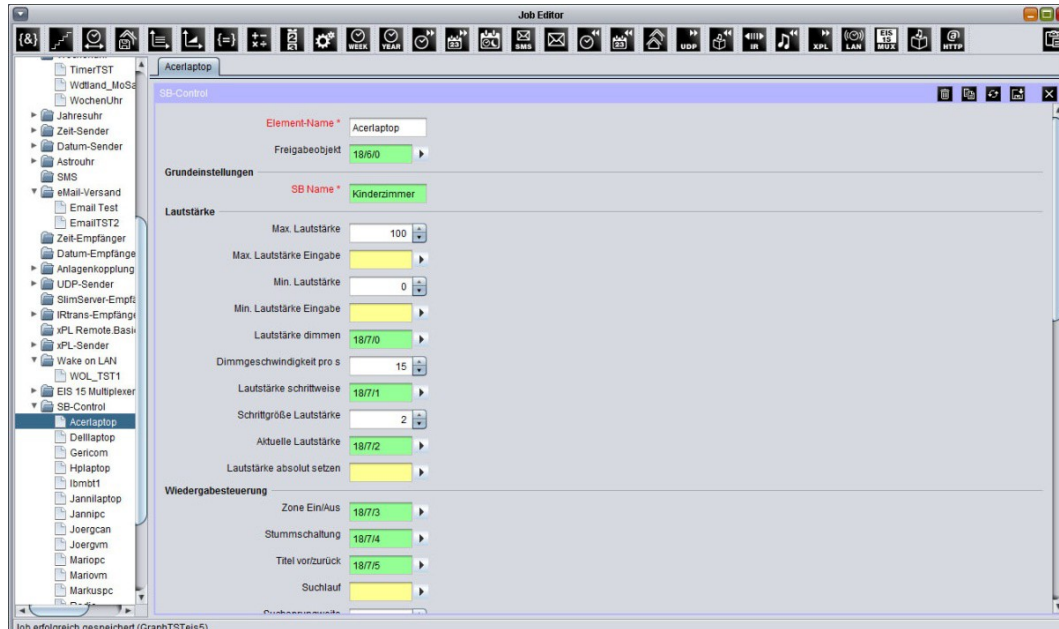 Job Editor
{&}
{=}
WEEK
YEAR
23
SMS
23
UDP
IR
XPL
LAN
EIS
15
MUX
@
HTTP
TimerTST
Wdtland_MoSa
WochenUhr
Jahresuhr
Zeit-Sender
Datum-Sender
Astrouhr
SMS
eMail-Versand
Email Test
EmailTST2
Zeit-Empfänger
Datum-Empfänge
Anlagenkopplung
UDP-Sender
SlimServer-Empfä
IRtrans-Empfänge
xPL Remote.Basi
xPL-Sender
Wake on LAN
WOL_TST1
EIS 15 Multiplexer
SB-Control
Acerlaptop
Delllaptop
Gericom
Hplaptop
Ibmbt1
Jannilaptop
Jannipc
Joergcan
Joergvm
Mariopc
Mariovm
Markuspc
Acerlaptop
SB-Control
Element-Name * Acerlaptop
Freigabeobjekt 18/6/0
Grundeinstellungen
SB Name * Kinderzimmer
Lautstärke
Max. Lautstärke 100
Max. Lautstärke Eingabe
Min. Lautstärke 0
Min. Lautstärke Eingabe
Lautstärke dimmen 18/7/0
Dimmgeschwindigkeit pro s 15
Lautstärke schrittweise 18/7/1
Schrittgröße Lautstärke 2
Aktuelle Lautstärke 18/7/2
Lautstärke absolut setzen
Wiedergabesteuerung
Zone Ein/Aus 18/7/3
Stummschaltung 18/7/4
Titel vor/zurück 18/7/5
Suchlauf
Job erfolgreich gespeichert (GraphTSTeis5)